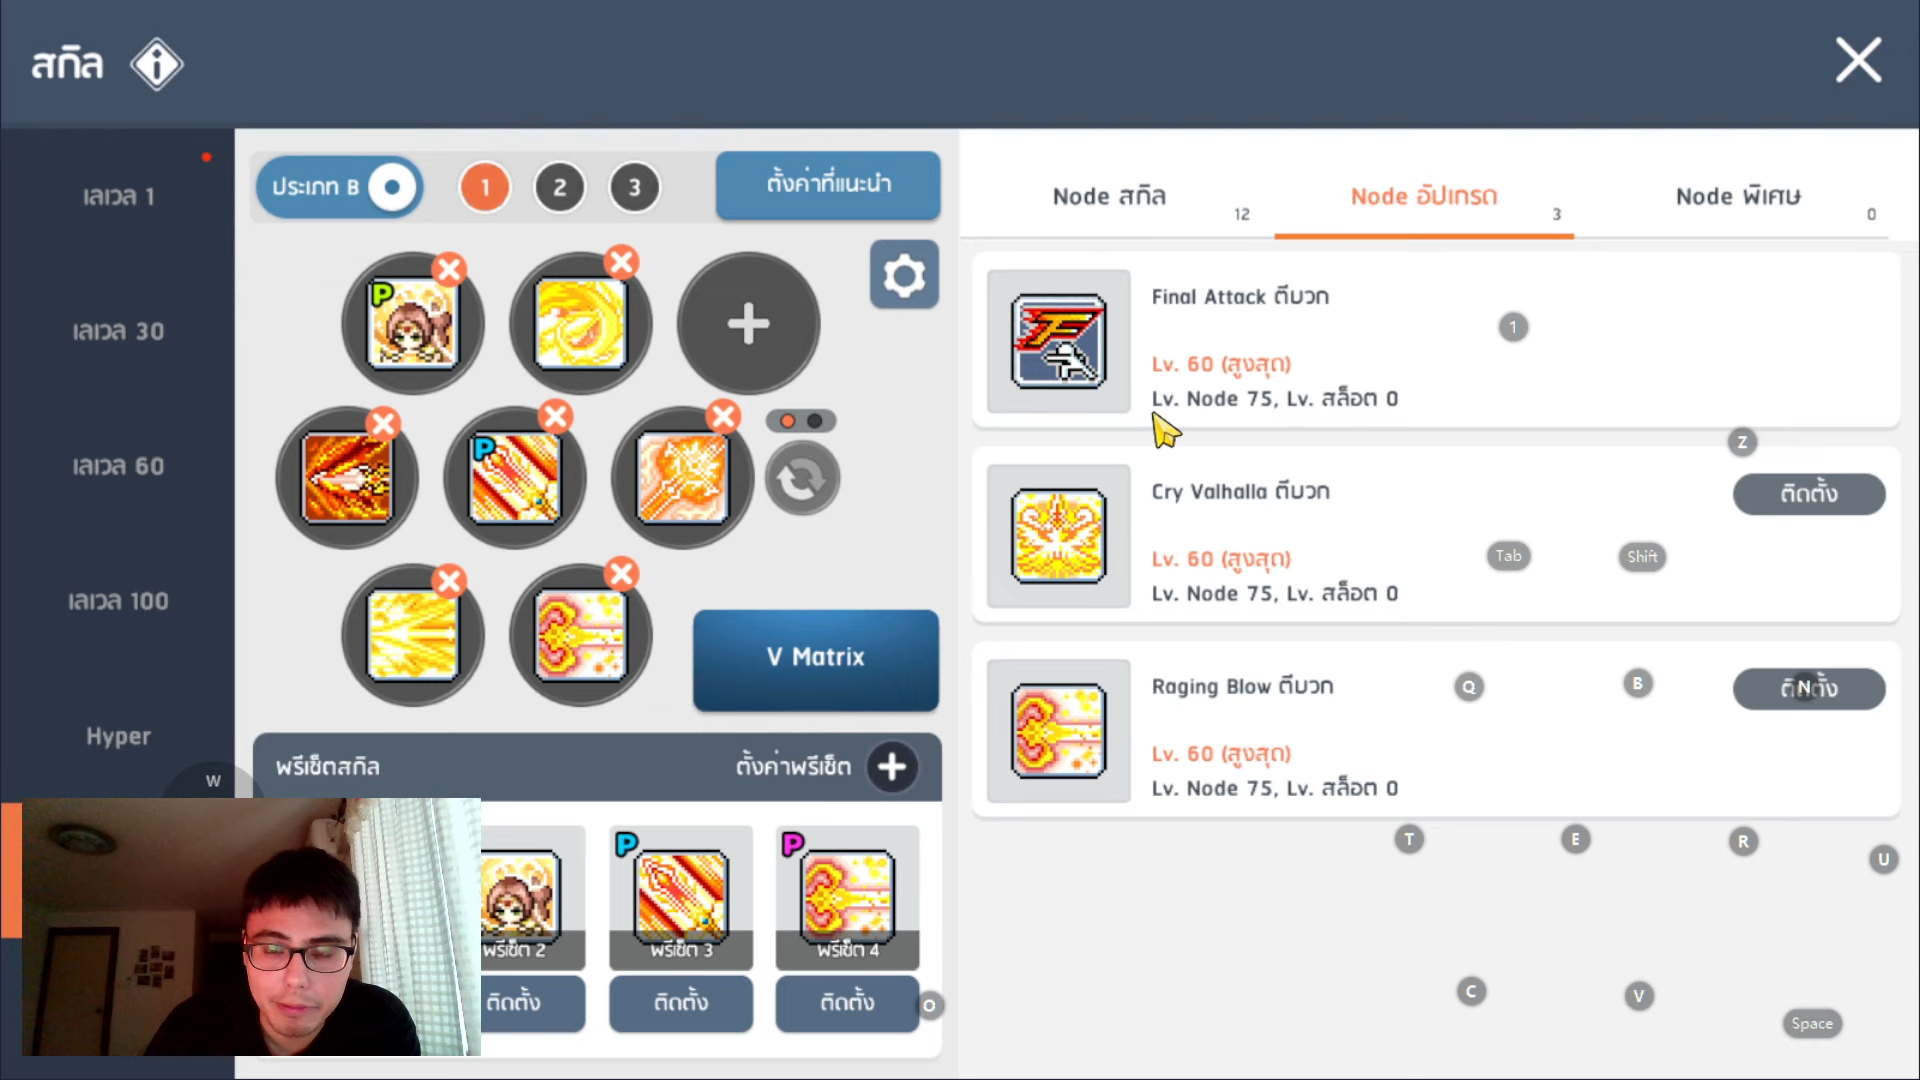 สกิล
เลเวล 1
เลเวล 30
เลเวล 60
เลเวล 100
Hyper
W
ประเภท B
1
2
3
ตั้งค่าที่แนะนำ
P
P
V Matrix
พรีเซ็ตสกิล
ตั้งค่าพรีเซ็ต
P
P
พรีเซ็ต 2
พรีเซ็ต 3
พรีเซ็ต 4
ติดตั้ง
ติดตั้ง
ติดตั้ง
O
Node สกิล
12
Node อัปเกรด
3
Node พิเศษ
0
Final Attack ตีบวก
1
Lv. 60 (สูงสุด)
Lv. Node 75, Lv. สล็อต 0
Z
Cry Valhalla ตีบวก
ติดตั้ง
Lv. 60 (สูงสุด)
Tab
Shift
Lv. Node 75, Lv. สล็อต 0
Raging Blow ตีบวก
Q
B
ติดตั้ง
N
Lv. 60 (สูงสุด)
Lv. Node 75, Lv. สล็อต 0
T
E
R
U
C
V
Space